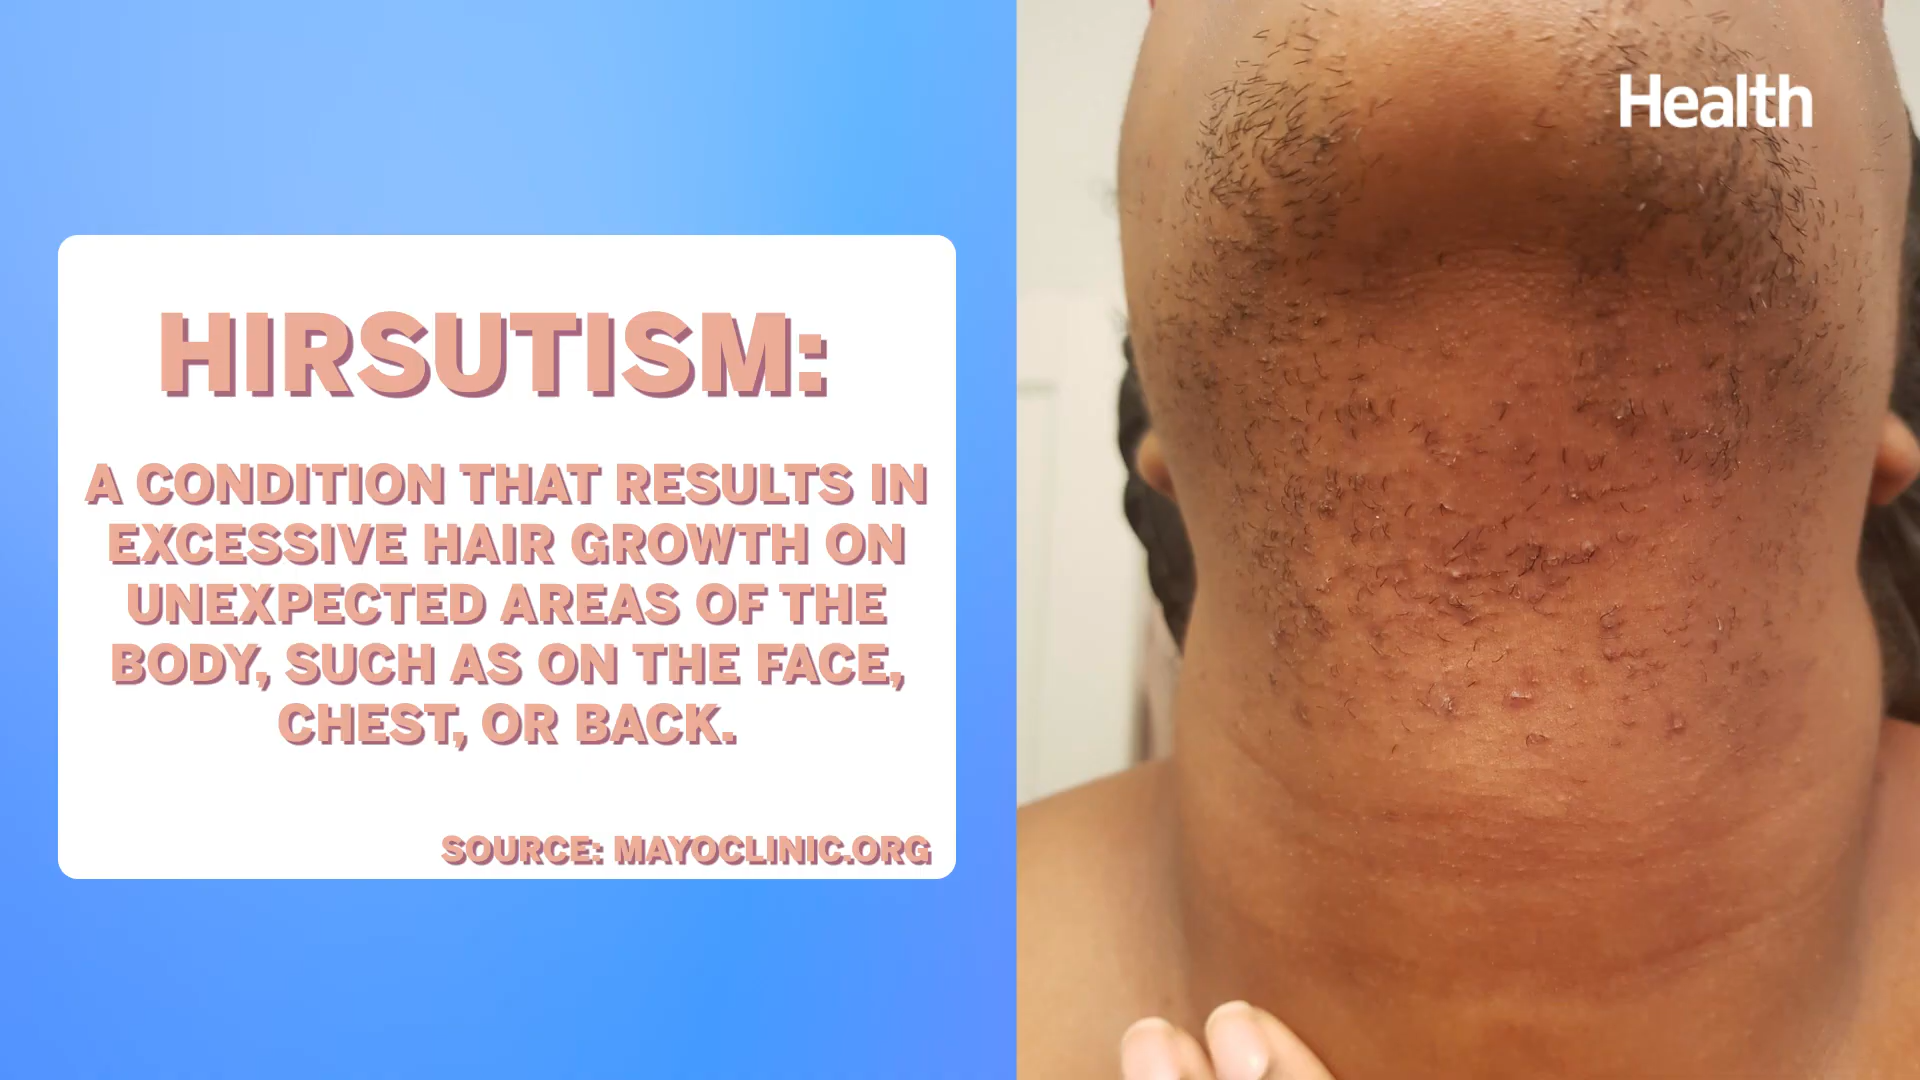 HIRSUTISM:
A CONDITION THAT RESULTS IN
EXCESSIVE HAIR GROWTH ON
UNEXPECTED AREAS OF THE
BODY, SUCH AS ON THE FACE,
CHEST, OR BACK.
SOURCE: MAYOCLINIC.ORG
Health